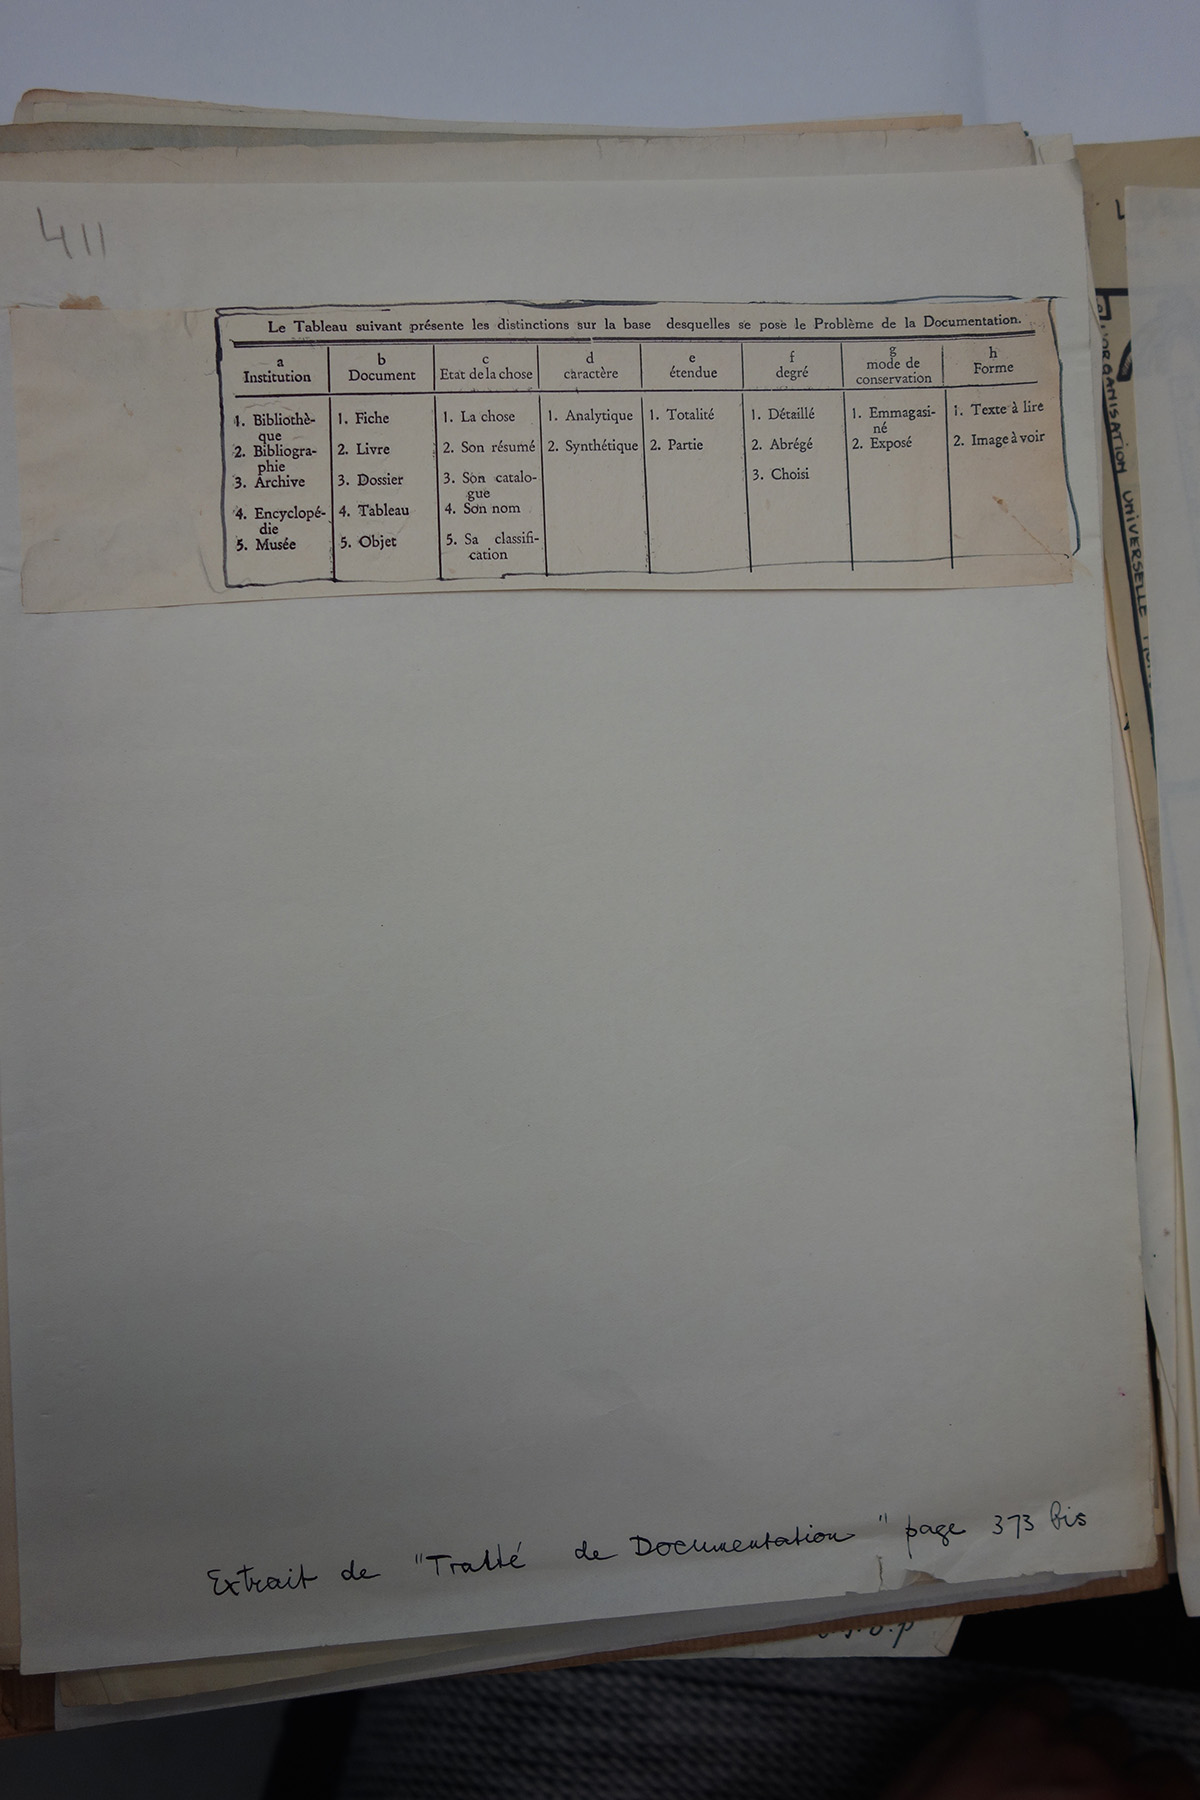 411
Le Tableau suivant présente les distinctions sur la base desquelles se pose le Problème de la Documentation.
a
Institution
b
Document
c
Etat de la chose
d
caractère
e
étendue
f
degré
g
mode de
conservation
h
Forme
1. Bibliothè-
que
2. Bibliogra-
phie
3. Archive
4. Encyclopé-
die
5. Musée
1. Fiche
2. Livre
3. Dossier
4. Tableau
5. Objet
1. La chose
2. Son résumé
3. Son catalo-
gue
4. Son nom
5. Sa classifi-
cation
1. Analytique
2. Synthétique
1. Totalité
2. Partie
1. Détaillé
2. Abrégé
3. Choisi
1. Emmagasi-
né
2. Exposé
1. Texte à lire
2. Image à voir
Extrait de "Traité de Documentation" page 373 bis
L'ORGANISATION UNIVERSELLE